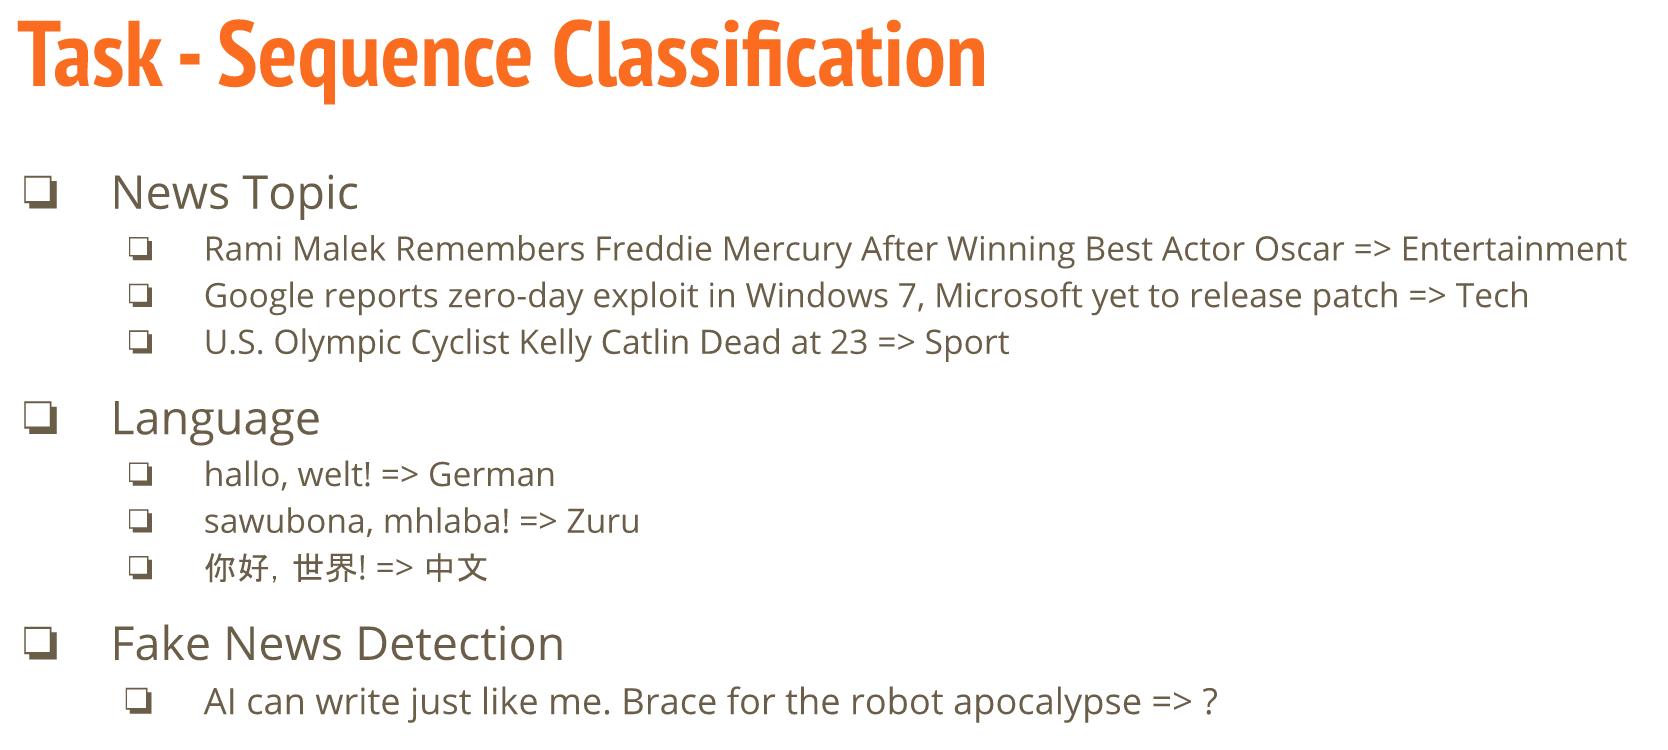 Task - Sequence Classification
News Topic
Rami Malek Remembers Freddie Mercury After Winning Best Actor Oscar => Entertainment
Google reports zero-day exploit in Windows 7, Microsoft yet to release patch => Tech
U.S. Olympic Cyclist Kelly Catlin Dead at 23 => Sport
Language
hallo, welt! => German
sawubona, mhlaba! => Zuru
你好, 世界! => 中文
Fake News Detection
AI can write just like me. Brace for the robot apocalypse => ?